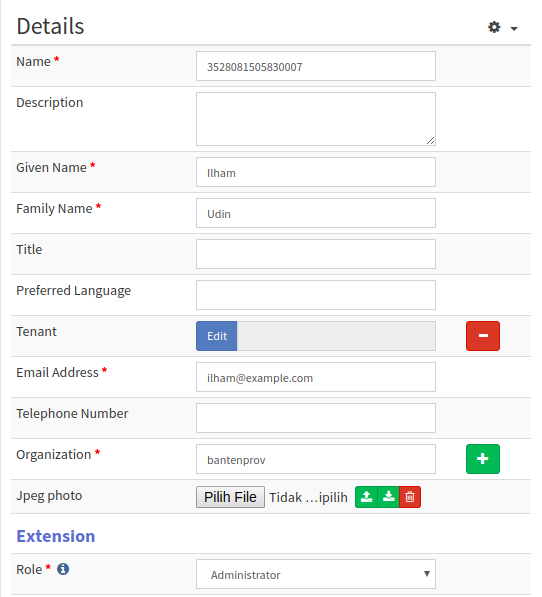 Details
Name *
3528081505830007
Description
Given Name *
Ilham
Family Name *
Udin
Title
Preferred Language
Tenant
Edit
Email Address *
ilham@example.com
Telephone Number
Organization *
bantenprov
Jpeg photo
Pilih File Tidak ...ipilih
Extension
Role *
Administrator